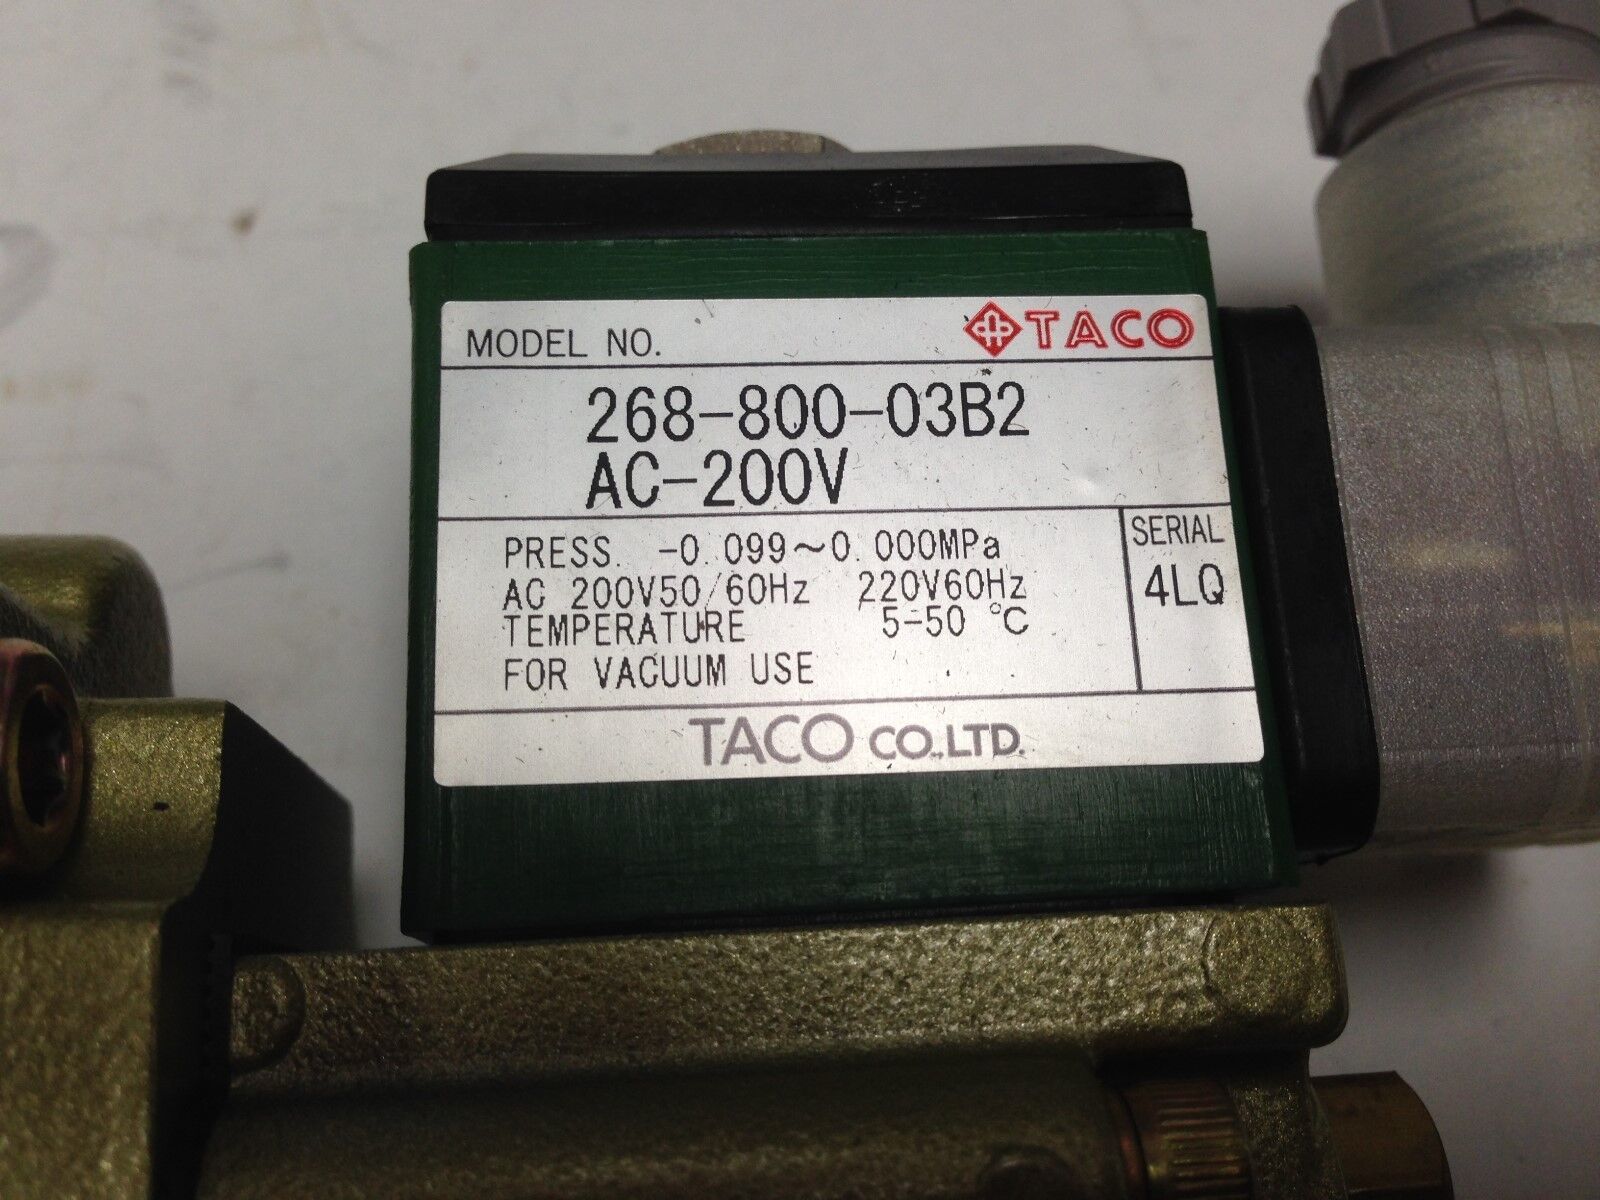 MODEL NO. TACO
268-800-03B2
AC-200V
PRESS. -0.099~0.000MPa
AC 200V50/60Hz 220V60Hz
TEMPERATURE 5-50 °C
FOR VACUUM USE
SERIAL
4LQ
TACO CO.,LTD.